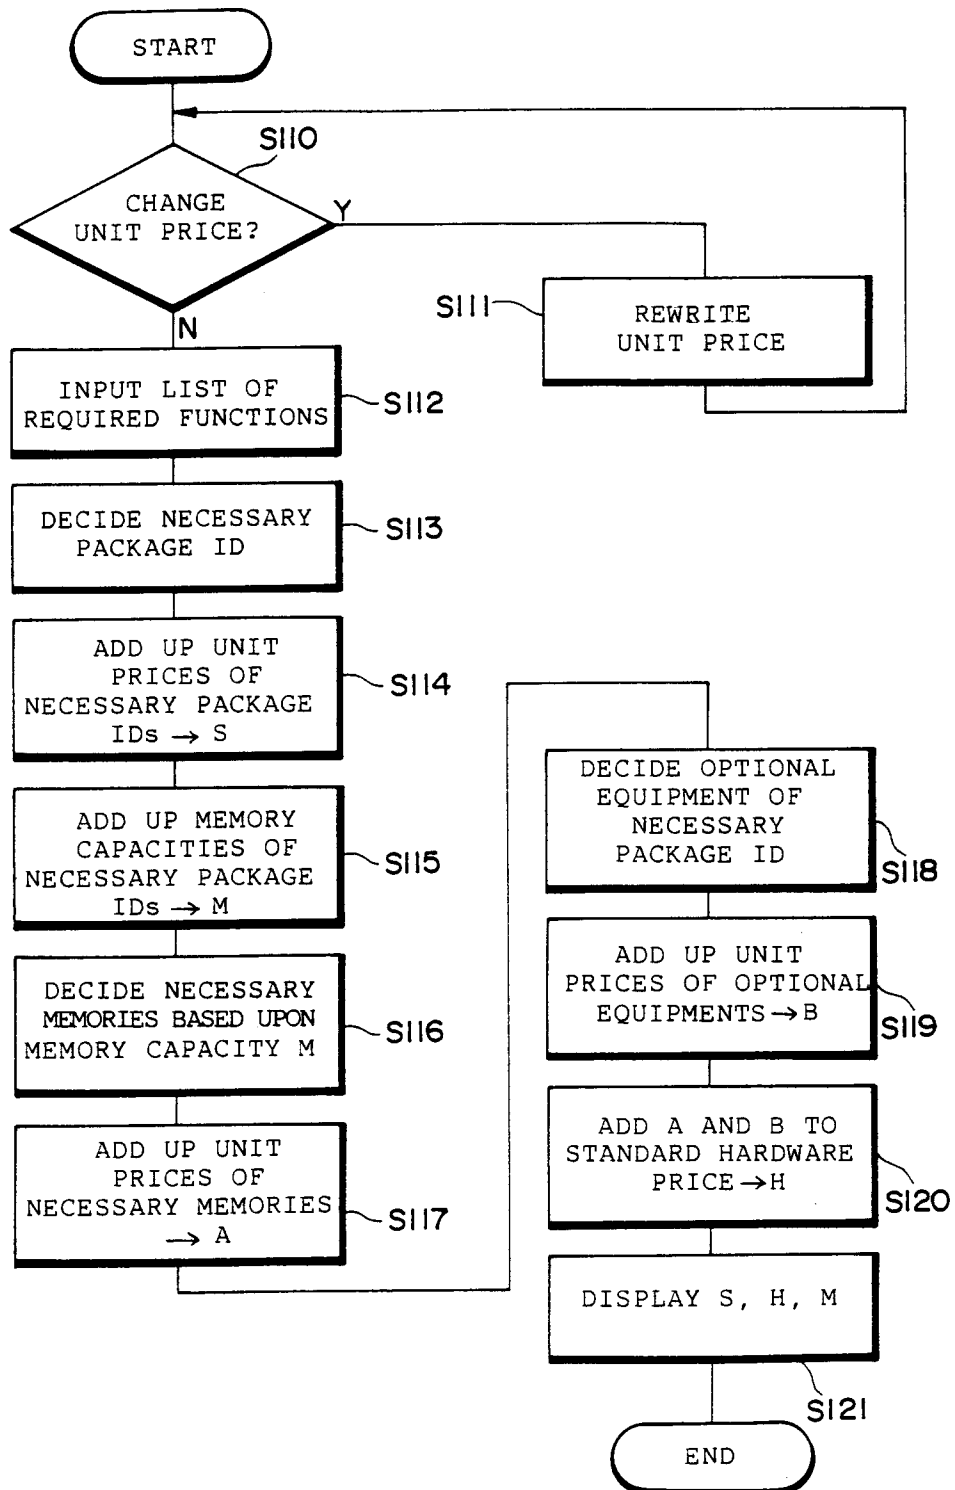 START
S110
CHANGE
UNIT PRICE?
Y
N
S111
REWRITE
UNIT PRICE
INPUT LIST OF
REQUIRED FUNCTIONS
S112
DECIDE NECESSARY
PACKAGE ID
S113
ADD UP UNIT
PRICES OF
NECESSARY PACKAGE
IDs → S
S114
ADD UP MEMORY
CAPACITIES OF
NECESSARY PACKAGE
IDs → M
S115
DECIDE NECESSARY
MEMORIES BASED UPON
MEMORY CAPACITY M
S116
ADD UP UNIT
PRICES OF
NECESSARY MEMORIES
→ A
S117
DECIDE OPTIONAL
EQUIPMENT OF
NECESSARY
PACKAGE ID
S118
ADD UP UNIT
PRICES OF OPTIONAL
EQUIPMENTS → B
S119
ADD A AND B TO
STANDARD HARDWARE
PRICE → H
S120
DISPLAY S, H, M
S121
END